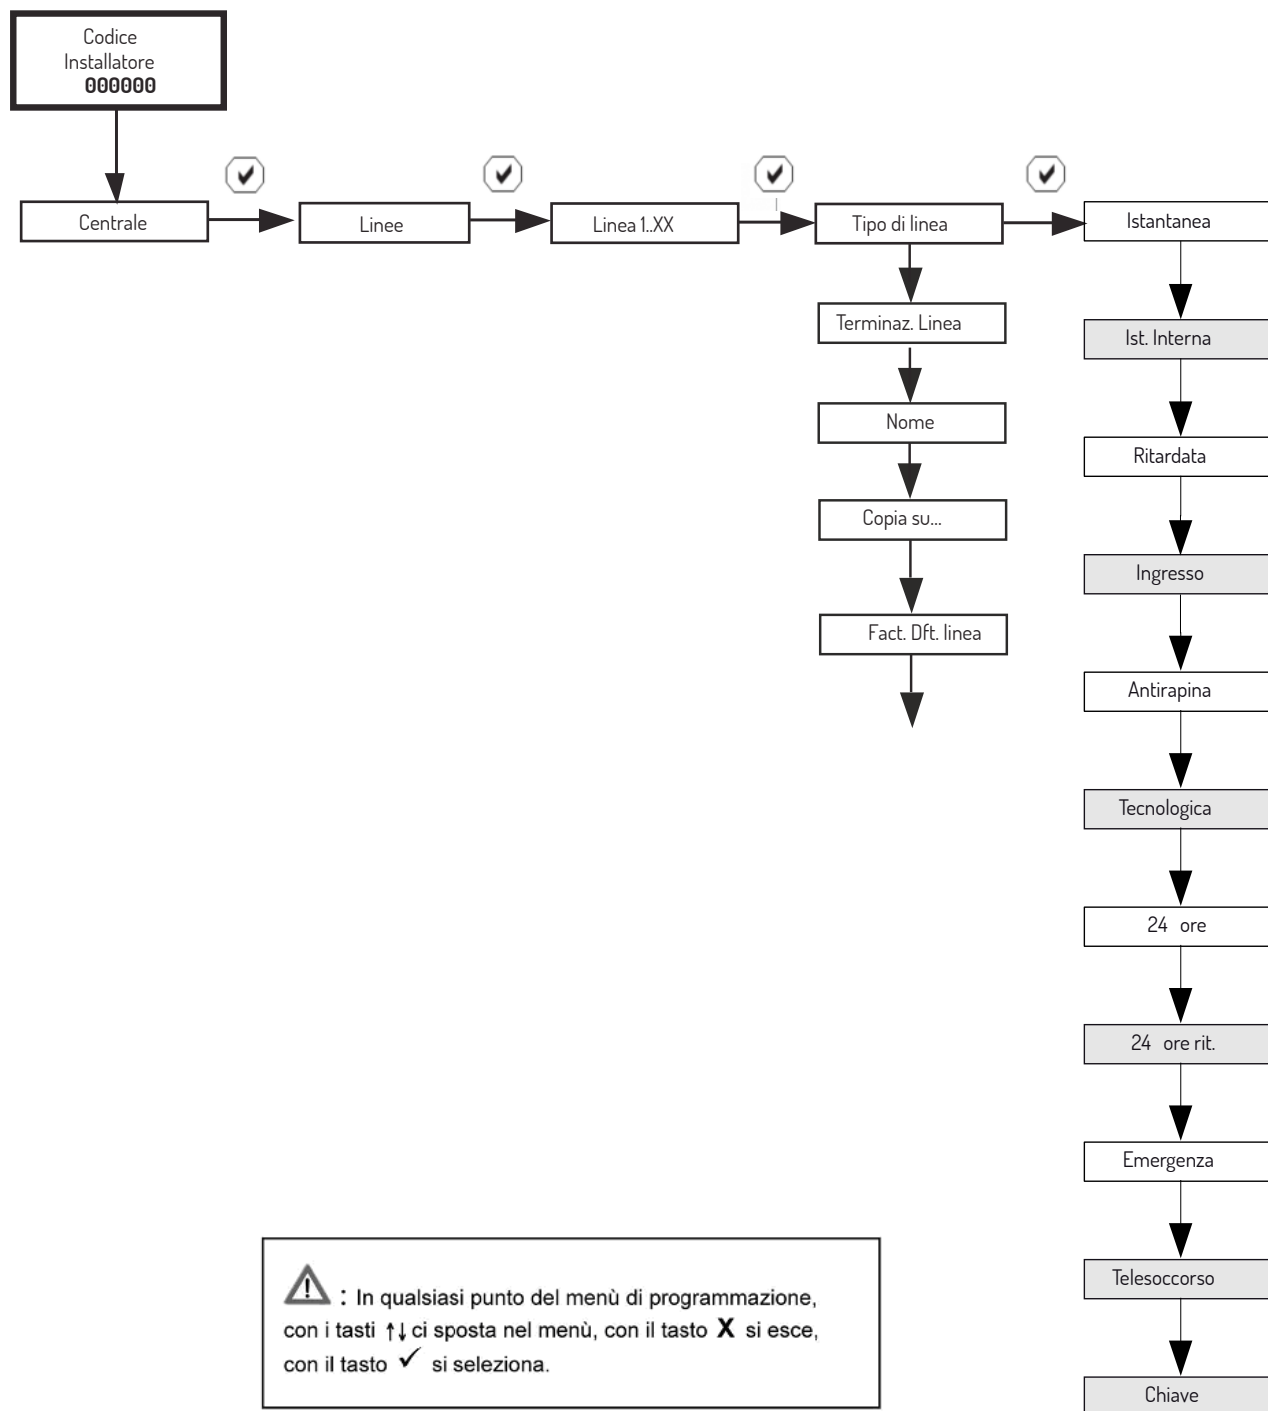 Codice
Installatore
000000
Centrale
Linee
Linea 1..XX
Tipo di linea
Istantanea
Terminaz. Linea
Ist. Interna
Nome
Ritardata
Copia su...
Ingresso
Fact. Dft. linea
Antirapina
Tecnologica
24 ore
24 ore rit.
Emergenza
Telesoccorso
Chiave
: In qualsiasi punto del menù di programmazione,
con i tasti ↑↓ ci sposta nel menù, con il tasto X si esce,
con il tasto ✓ si seleziona.